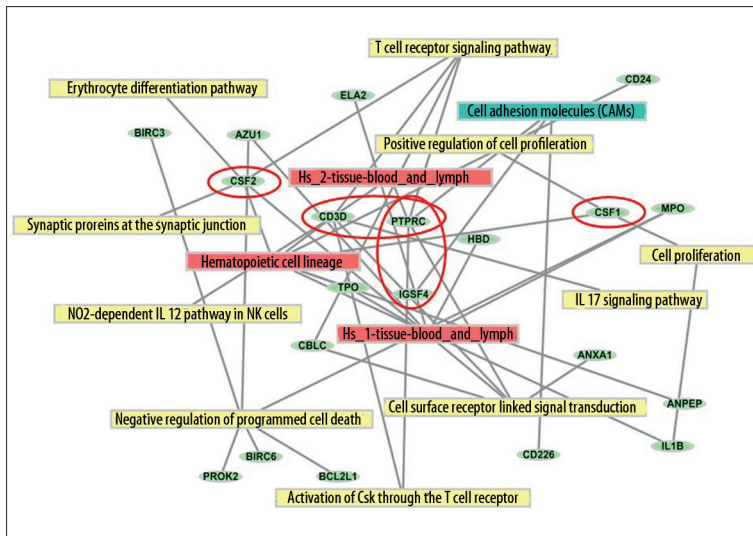 T cell receptor signaling pathway
Erythrocyte differentiation pathway
ELA2
CD24
Cell adhesion molecules (CAMs)
BIRC3
AZU1
Positive regulation of cell profileration
Hs_2-tissue-blood_and_lymph
CSF2
CD3D
PTPRC
CSF1
MPO
Synaptic proreins at the synaptic junction
HBD
Cell proliferation
Hematopoietic cell lineage
TPO
IGSF4
IL 17 signaling pathway
NO2-dependent IL 12 pathway in NK cells
Hs_1-tissue-blood_and_lymph
CBLC
ANXA1
ANPEP
Negative regulation of programmed cell death
Cell surface receptor linked signal transduction
IL1B
BIRC6
CD226
PROK2
BCL2L1
Activation of Csk through the T cell receptor